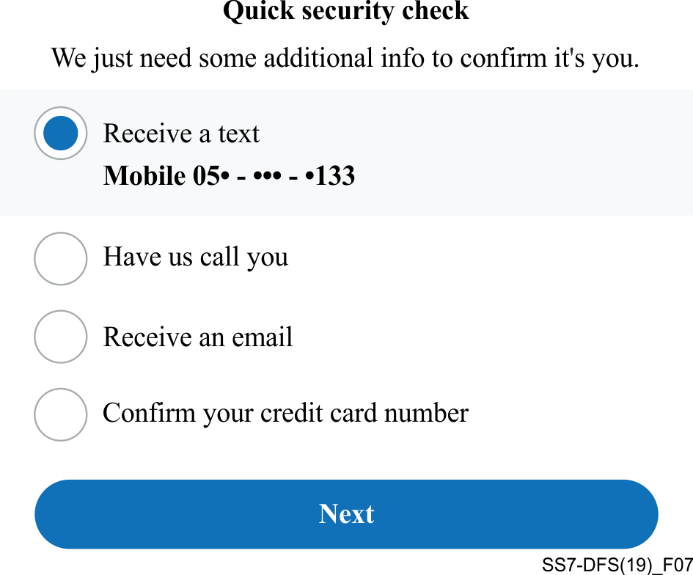 Quick security check
We just need some additional info to confirm it's you.
Receive a text
Mobile 05• - ••• - •133
Have us call you
Receive an email
Confirm your credit card number
Next
SS7-DFS(19)_F07